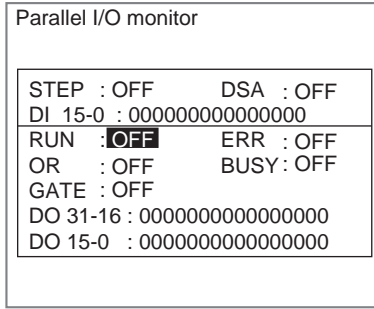 Parallel I/O monitor
STEP : OFF DSA : OFF
DI 15-0 : 0000000000000000
RUN : OFF ERR : OFF
OR : OFF BUSY : OFF
GATE : OFF
DO 31-16 : 0000000000000000
DO 15-0 : 0000000000000000